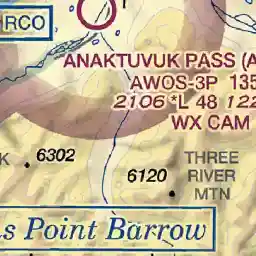 RCO
ANAKTUVUK PASS (A
AWOS-3P 135
2106 *L 48 122
WX CAM
K
6302
6120
THREE
RIVER
MTN
s Point Barrow